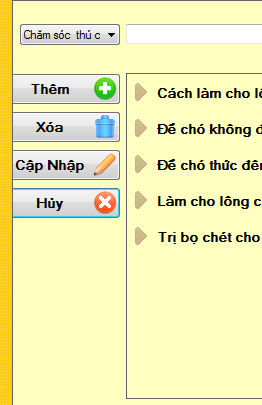 Chăm sóc thú c
Thêm
Xóa
Cập Nhập
Hủy
Cách làm cho lô
Để chó không đ
Để chó thức đê
Làm cho lông c
Trị bọ chét cho